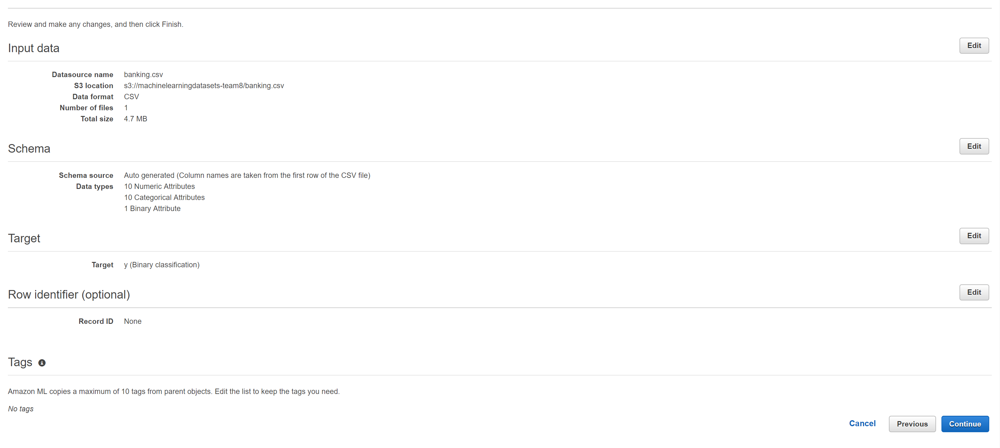 Review and make any changes, and then click Finish.
Input data Edit
Datasource name banking.csv
S3 location s3://machinelearningdatasets-team8/banking.csv
Data format CSV
Number of files 1
Total size 4.7 MB
Schema Edit
Schema source Auto generated (Column names are taken from the first row of the CSV file)
Data types 10 Numeric Attributes
10 Categorical Attributes
1 Binary Attribute
Target Edit
Target y (Binary classification)
Row identifier (optional) Edit
Record ID None
Tags
Amazon ML copies a maximum of 10 tags from parent objects. Edit the list to keep the tags you need.
No tags
Cancel Previous Continue